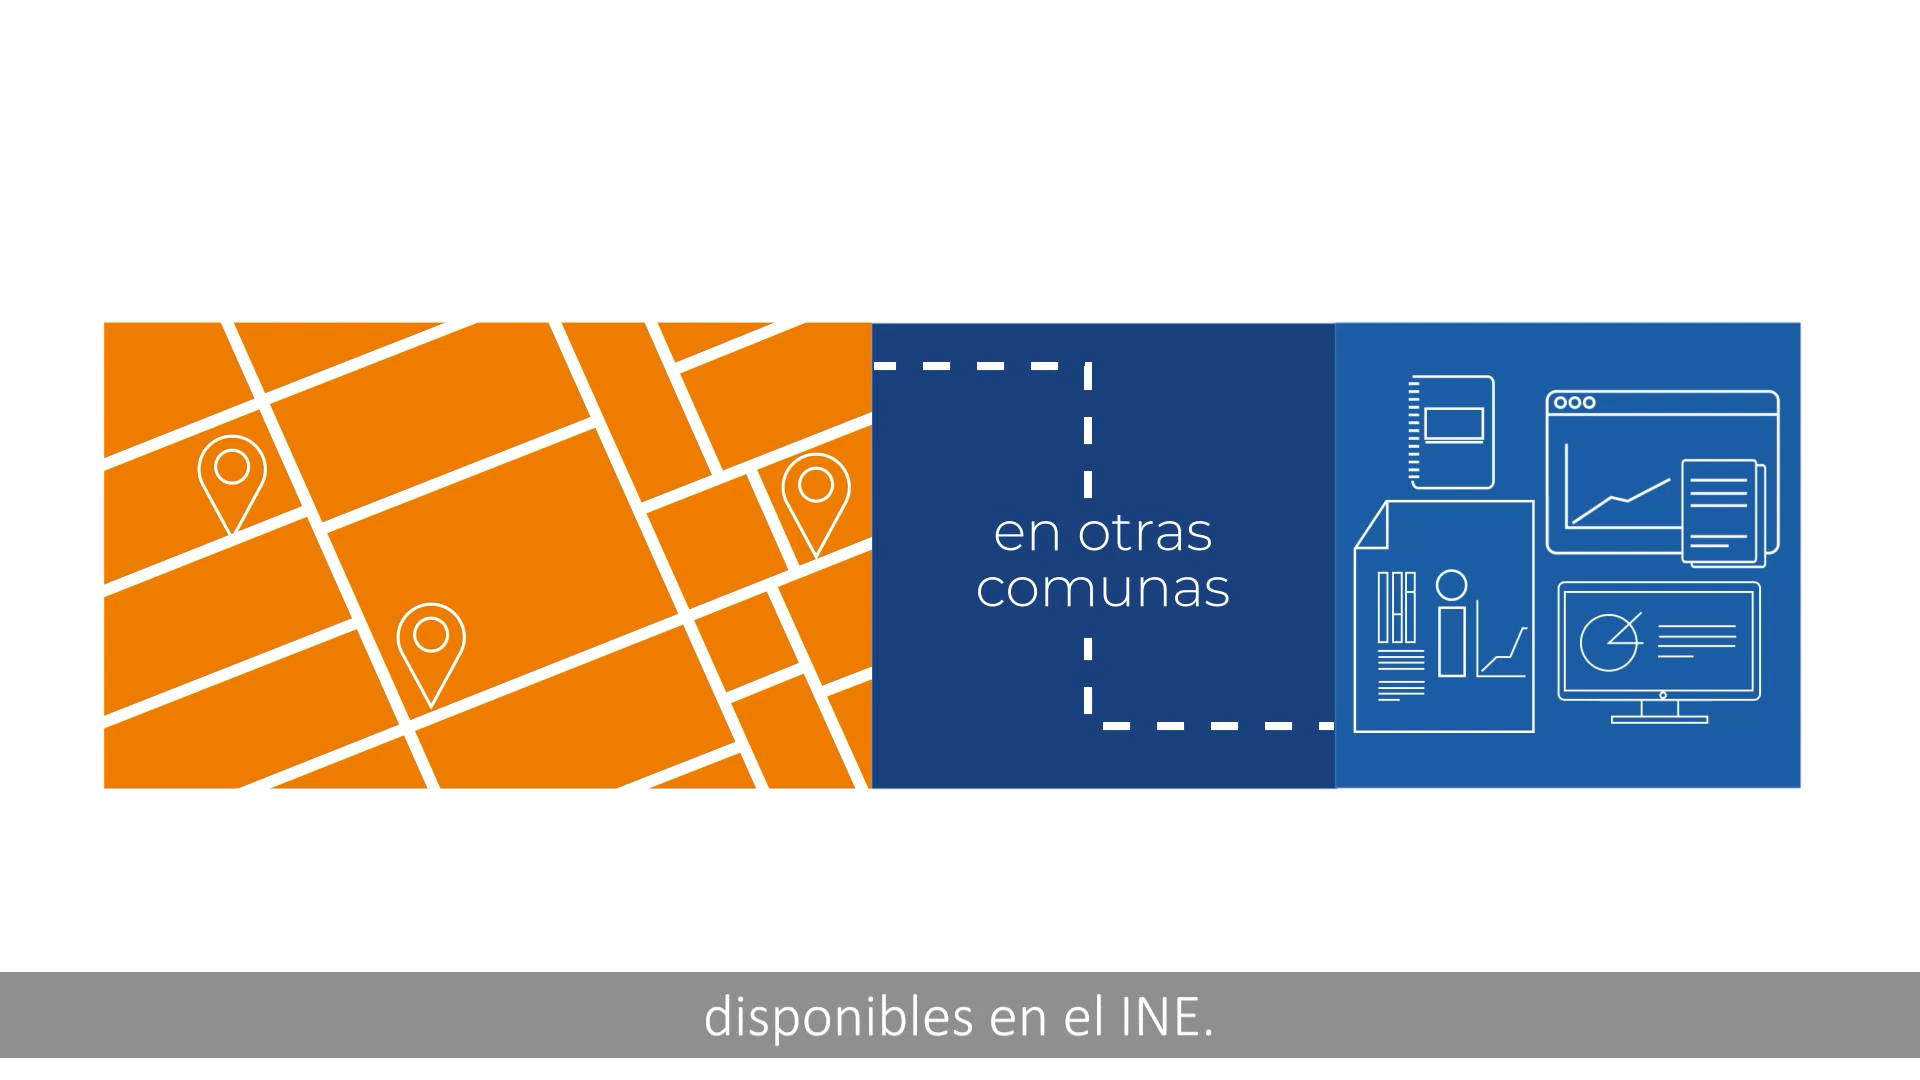 en otras
comunas
disponibles en el INE.